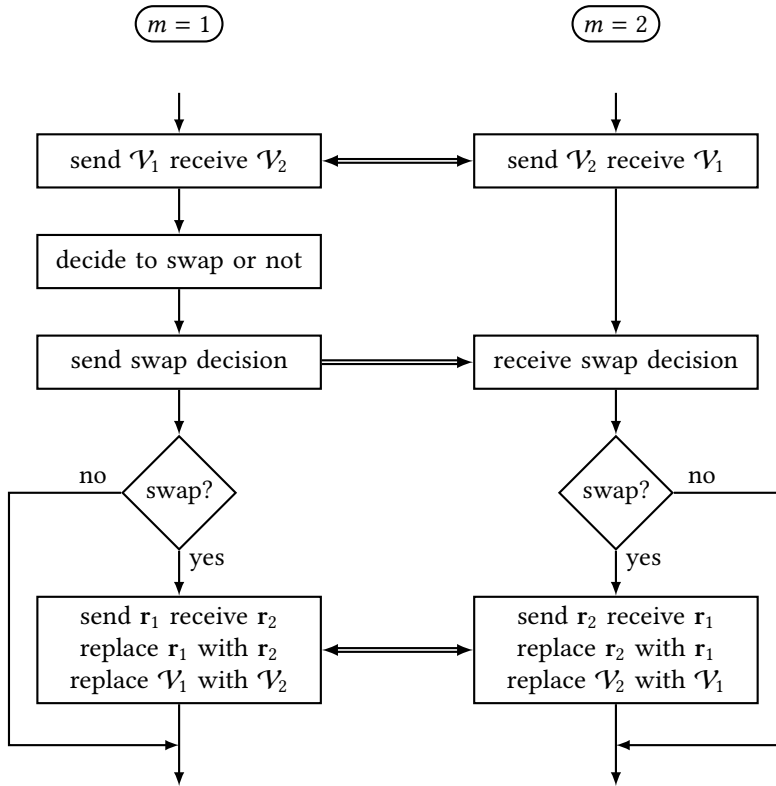 m = 1
m = 2
send 𝒱₁ receive 𝒱₂
send 𝒱₂ receive 𝒱₁
decide to swap or not
send swap decision
receive swap decision
no
swap?
yes
swap?
no
yes
send r₁ receive r₂
replace r₁ with r₂
replace 𝒱₁ with 𝒱₂
send r₂ receive r₁
replace r₂ with r₁
replace 𝒱₂ with 𝒱₁